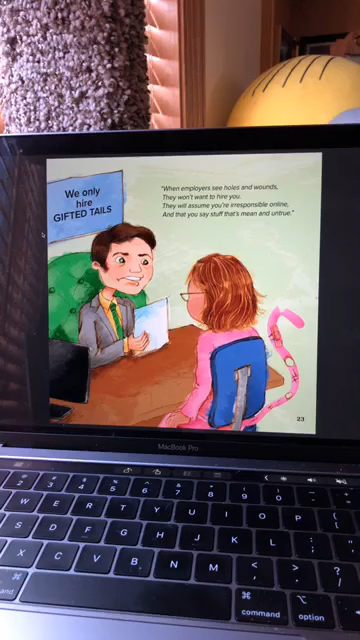 We only
hire
GIFTED TAILS
"When employers see holes and wounds,
They won't want to hire you.
They will assume you're irresponsible online,
And that you say stuff that's mean and untrue."
23
MacBook Pro
W E R T Y U I O P
S D F G H J K L
X C V B N M
command
option